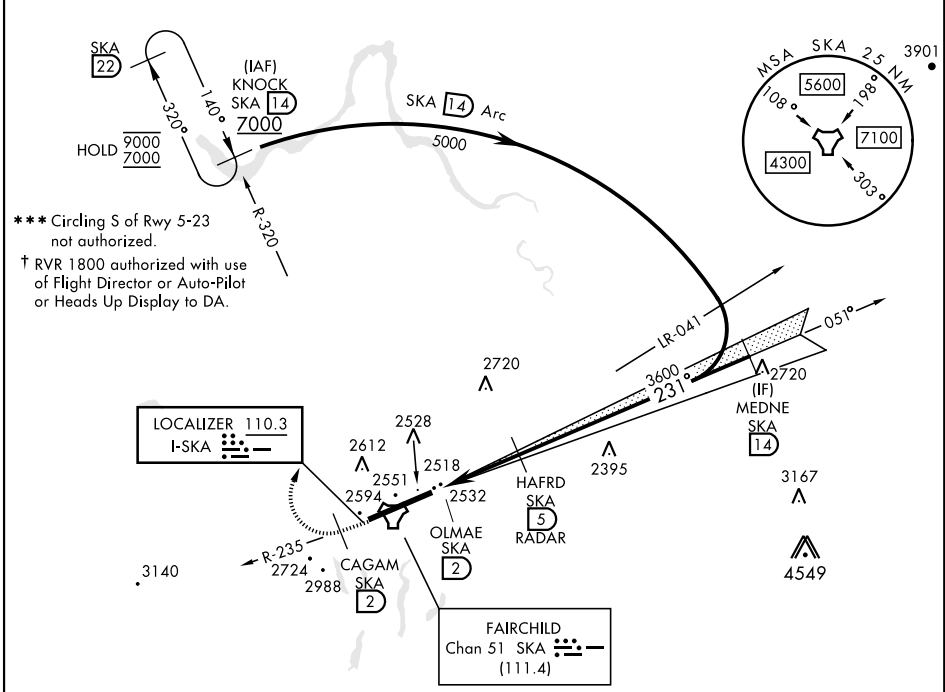 SKA
22
(IAF)
KNOCK
SKA 14
7000
140°
320°
HOLD 9000
7000
R-320
SKA 14 Arc
5000
MSA SKA 25 NM
3901
5600
108°
198°
7100
4300
303°
*** Circling S of Rwy 5-23
not authorized.
† RVR 1800 authorized with use
of Flight Director or Auto-Pilot
or Heads Up Display to DA.
LR-041
051°
3600
231°
2720
2720
(IF)
MEDNE
SKA
14
LOCALIZER 110.3
I-SKA
2528
2612
2551
2518
2594
2532
2395
HAFRD
SKA
5
RADAR
3167
4549
OLMAE
SKA
2
R-235
CAGAM
SKA
2
2724
2988
3140
FAIRCHILD
Chan 51 SKA
(111.4)